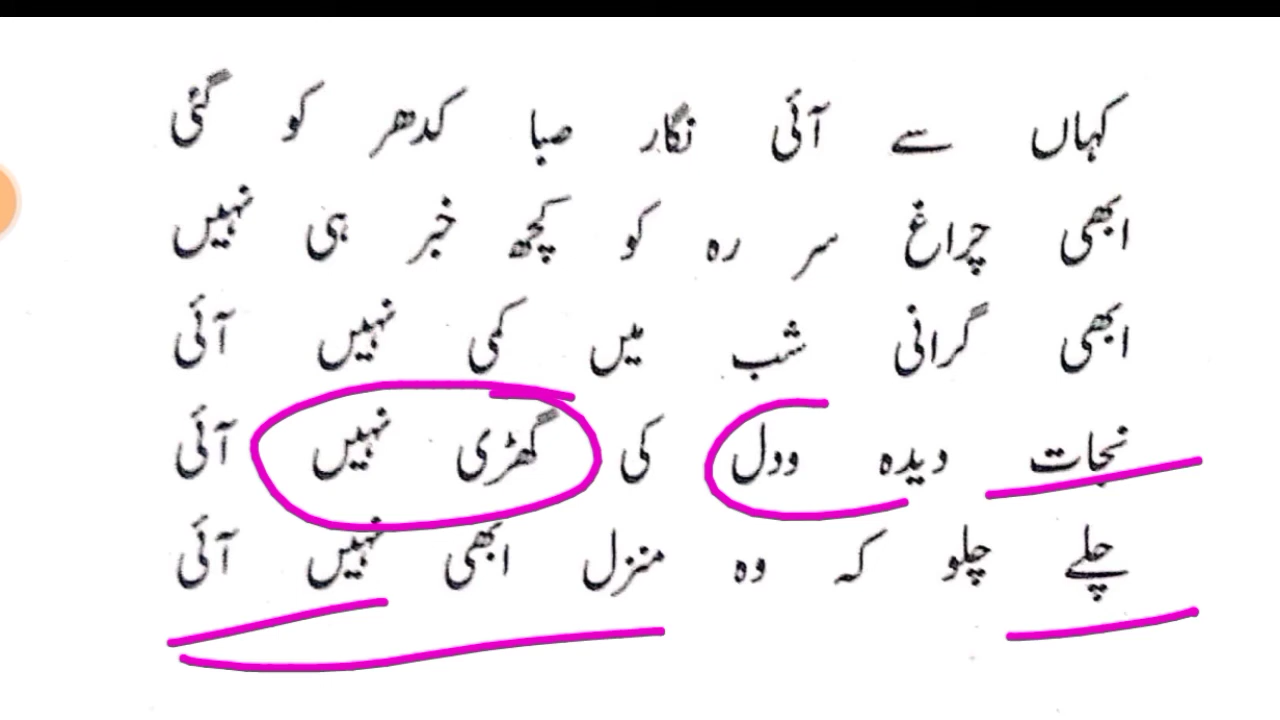 کہاں سے آئی نگار صبا کدھر کو گئی
ابھی چراغ سر رہ کو کچھ خبر ہی نہیں
ابھی گرانی شب میں کمی نہیں آئی
نجات دیدہ ودل کی گھڑی نہیں آئی
چلے چلو کہ وہ منزل ابھی نہیں آئی